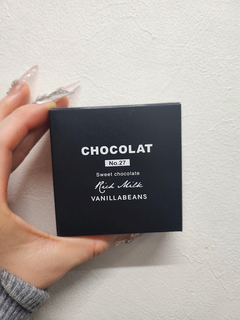 CHOCOLAT
No.27
Sweet chocolate
Rich Milk
VANILLABEANS